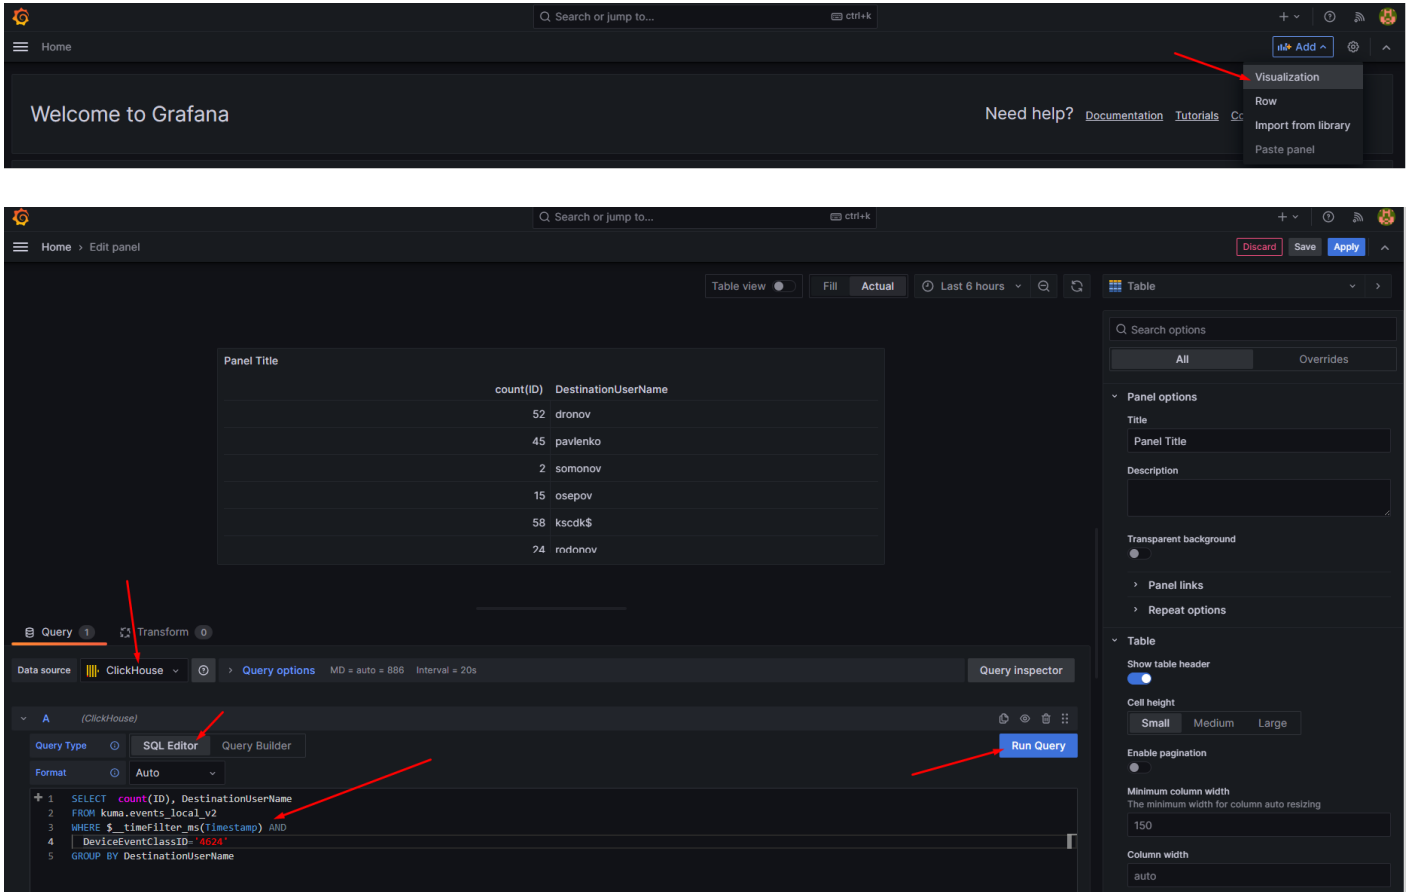 Search or jump to...
ctrl+k
Home
Add
Visualization
Welcome to Grafana
Need help? Documentation Tutorials Co
Row
Import from library
Paste panel
Search or jump to...
ctrl+k
Home › Edit panel
Discard Save Apply
Table view
Fill Actual
Last 6 hours
Table
Search options
All Overrides
Panel Title
count(ID) DestinationUserName
52 dronov
45 pavlenko
2 somonov
15 osepov
58 kscdk$
24 rodonov
Panel options
Title
Panel Title
Description
Transparent background
Panel links
Repeat options
Query 1 Transform 0
Data source ClickHouse Query options MD = auto = 886 Interval = 20s Query inspector
A (ClickHouse)
Query Type SQL Editor Query Builder Run Query
Format Auto
1 SELECT count(ID), DestinationUserName
2 FROM kuma.events_local_v2
3 WHERE $__timeFilter_ms(Timestamp) AND
4 DeviceEventClassID='4624'
5 GROUP BY DestinationUserName
Table
Show table header
Cell height
Small Medium Large
Enable pagination
Minimum column width
The minimum width for column auto resizing
150
Column width
auto